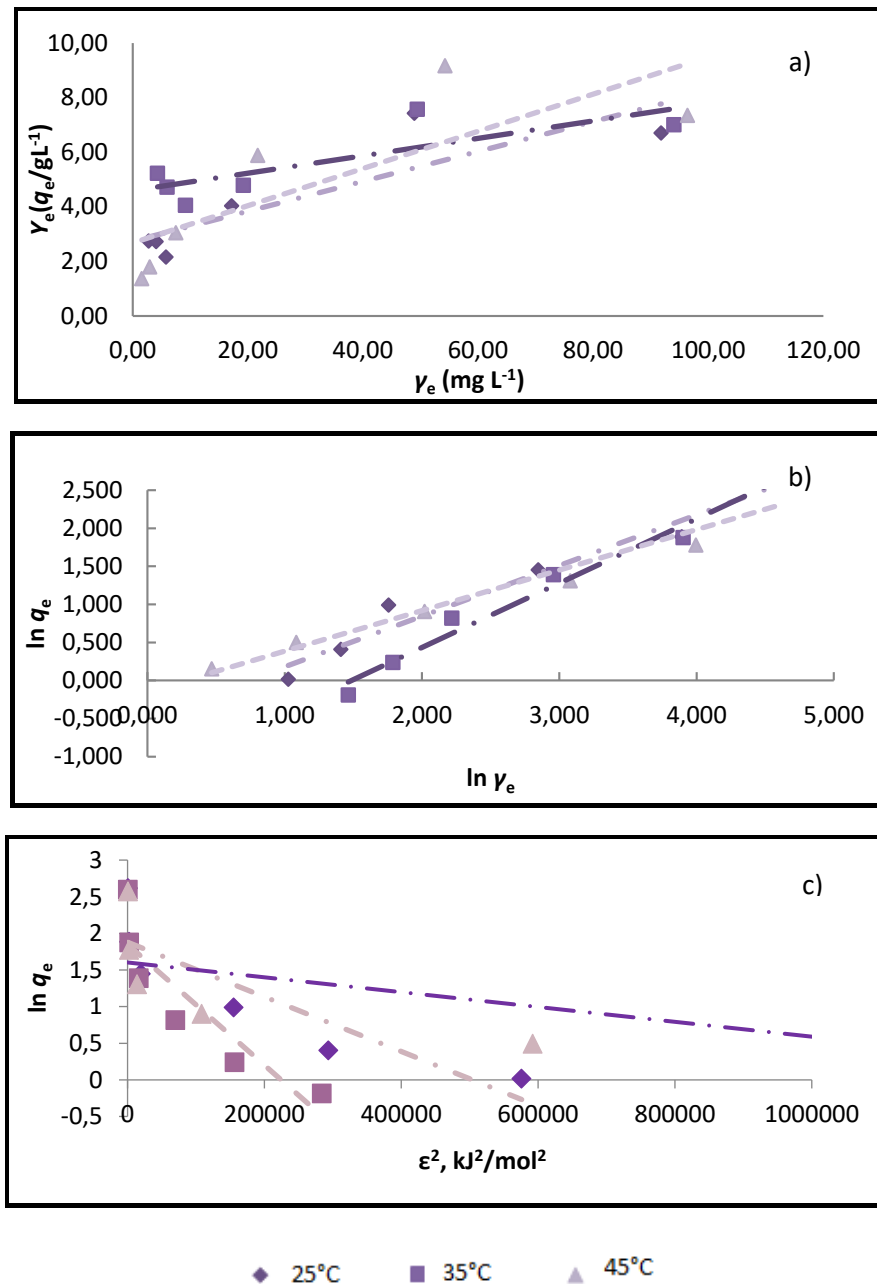 a)
10,00
8,00
6,00
4,00
2,00
0,00
Yₑ(qₑ/gL⁻¹)
0,00 20,00 40,00 60,00 80,00 100,00 120,00
γₑ (mg L⁻¹)
b)
2,500
2,000
1,500
1,000
0,500
0,000
-0,500
-1,000
ln qₑ
0,000 1,000 2,000 3,000 4,000 5,000
ln γₑ
c)
3
2,5
2
1,5
1
0,5
0
-0,5
ln qₑ
0 200000 400000 600000 800000 1000000
ε², kJ²/mol²
25°C 35°C 45°C